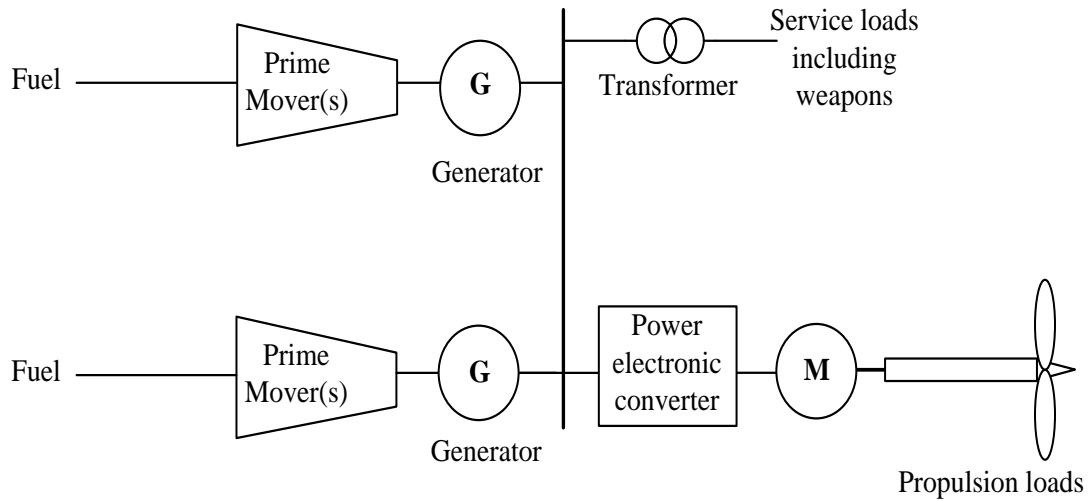 Fuel
Prime
Mover(s)
G
Generator
Transformer
Service loads
including
weapons
Fuel
Prime
Mover(s)
G
Generator
Power
electronic
converter
M
Propulsion loads